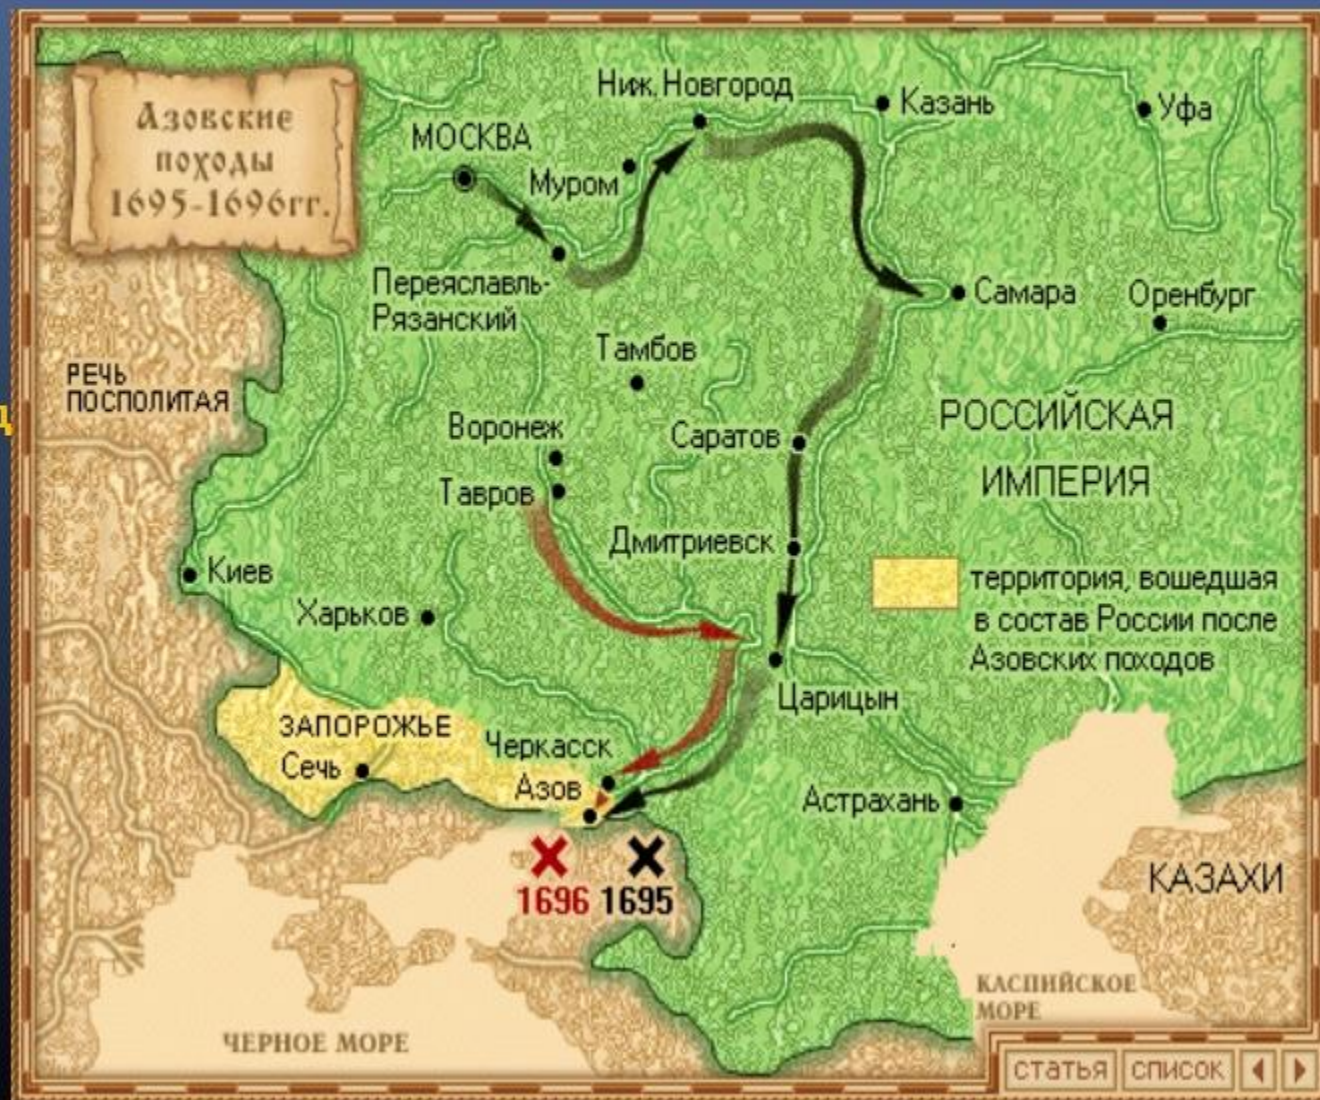 Азовские
походы
1695-1696гг.
Ниж. Новгород
Казань
Уфа
МОСКВА
Муром
Переяславль-
Рязанский
Самара
Оренбург
Тамбов
РЕЧЬ
ПОСПОЛИТАЯ
РОССИЙСКАЯ
ИМПЕРИЯ
Воронеж
Саратов
Тавров
Дмитриевск
Киев
территория, вошедшая
в состав России после
Азовских походов
Харьков
Царицын
ЗАПОРОЖЬЕ
Сечь
Черкасск
Азов
Астрахань
1696 1695
КАЗАХИ
КАСПИЙСКОЕ
МОРЕ
ЧЕРНОЕ МОРЕ
статья список